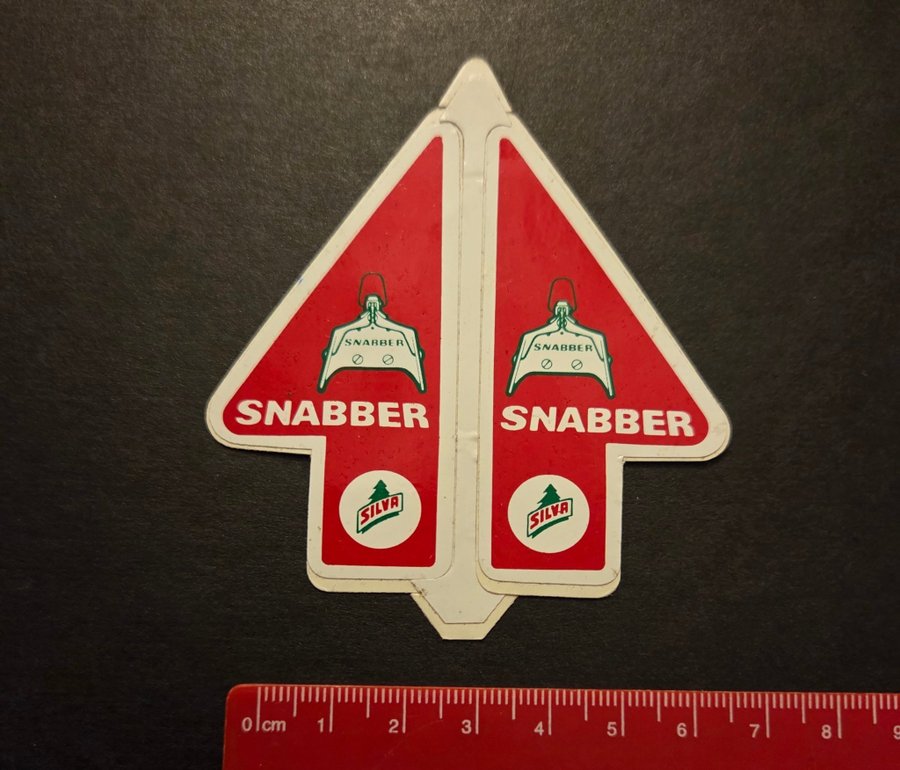 SNABBER
SNABBER
SILVA
SNABBER
SNABBER
SILVA
0 cm 1 2 3 4 5 6 7 8 9